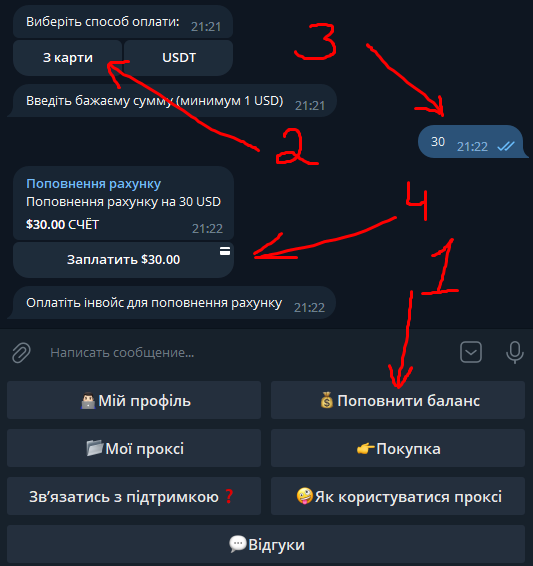 Виберіть спосіб оплати:
21:21
З карти
USDT
3
Введіть бажаєму сумму (минимум 1 USD)
21:21
2
30
21:22
Поповнення рахунку
Поповнення рахунку на 30 USD
$30.00 СЧЁТ
21:22
4
Заплатить $30.00
1
Оплатіть інвойс для поповнення рахунку
21:22
Написать сообщение...
Мій профіль
Поповнити баланс
Мої проксі
Покупка
Зв’язатись з підтримкою❓
Як користуватися проксі
Відгуки